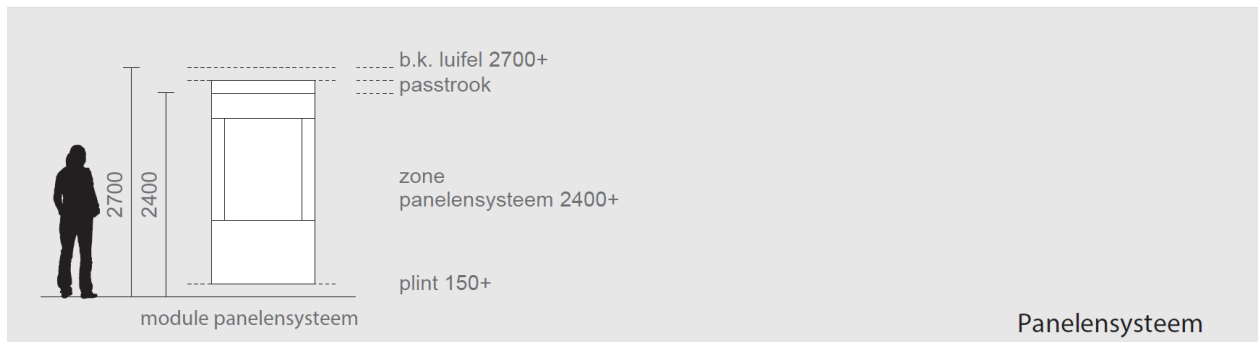 b.k. luifel 2700+
passtrook
2700
2400
zone
panelensysteem 2400+
plint 150+
module panelensysteem
Panelensysteem